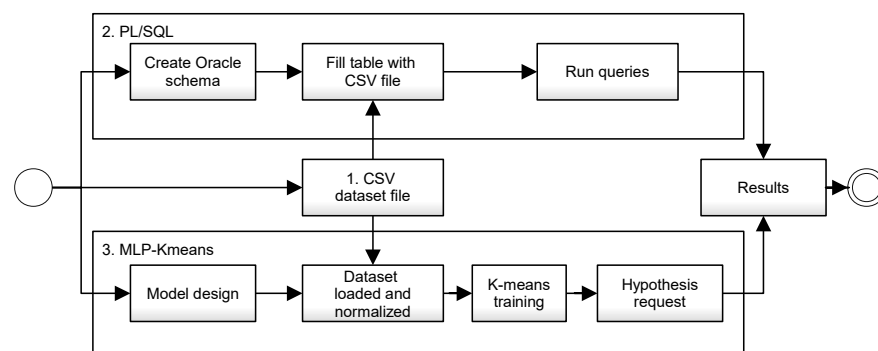 2. PL/SQL
Create Oracle
schema
Fill table with
CSV file
Run queries
1. CSV
dataset file
Results
3. MLP-Kmeans
Model design
Dataset
loaded and
normalized
K-means
training
Hypothesis
request